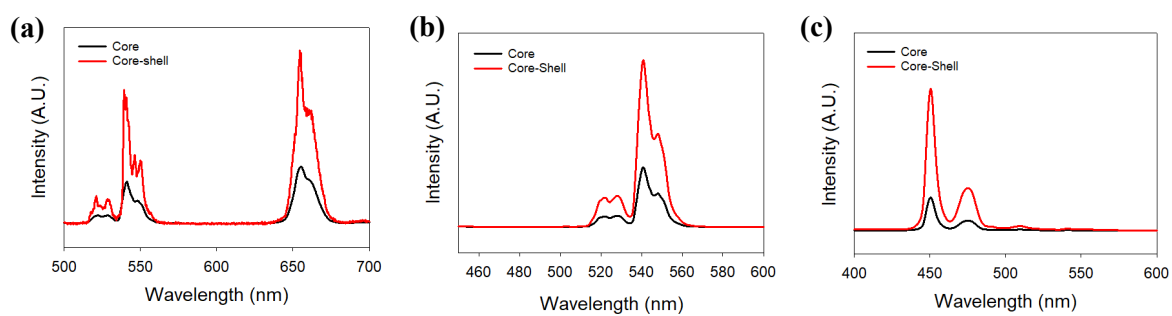 (a)
Core
Core-shell
Intensity (A.U.)
500 550 600 650 700
Wavelength (nm)
(b)
Core
Core-Shell
Intensity (A.U.)
460 480 500 520 540 560 580 600
Wavelength (nm)
(c)
Core
Core-Shell
Intensity (A.U.)
400 450 500 550 600
Wavelength (nm)